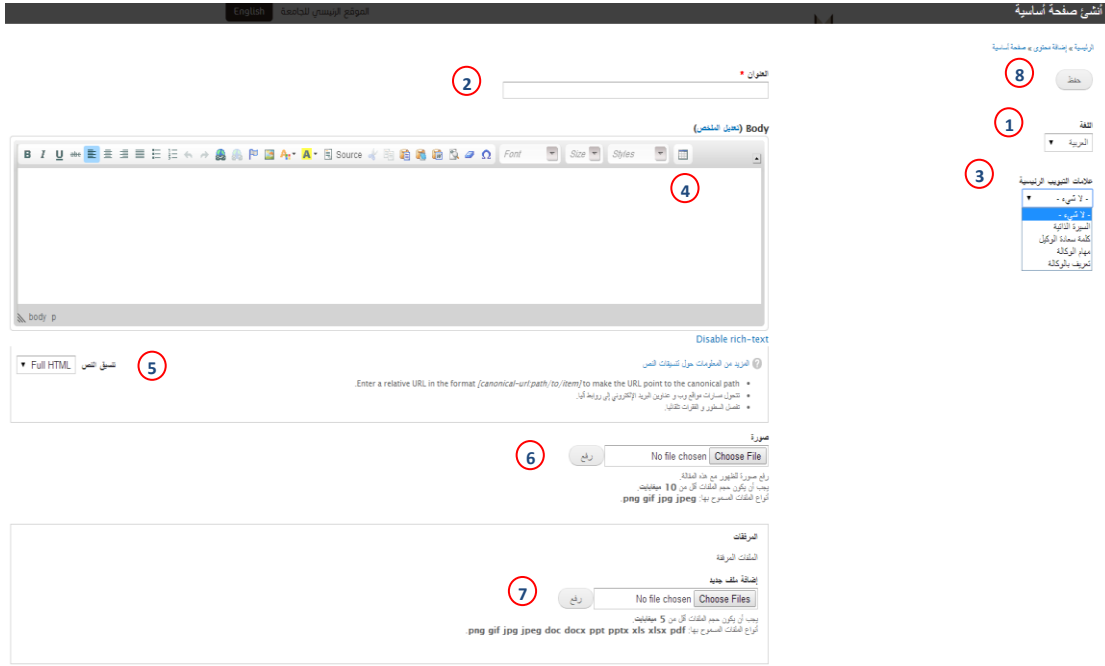 أنشئ صفحة أساسية
الموقع الرئيسي للجامعة English
الرئيسية » إضافة محتوى » صفحة أساسية
حفظ
8
اللغة
1
العربية
علامات التبويب الرئيسية
3
- لا شيء -
- لا شيء -
السيرة الذاتية
كلمة سعادة الوكيل
مهام الوكالة
تعريف بالوكالة
العنوان *
2
Body (تعديل الملخص)
B I U abc Source Font Size Styles
4
body p
Disable rich-text
المزيد من المعلومات حول تنسيقات النص
تنسيق النص Full HTML
5
Enter a relative URL in the format [canonical-url:path/to/item] to make the URL point to the canonical path.
تتحول مسارات مواقع وب و عناوين البريد الإلكتروني إلى روابط آليا.
تفصل السطور و الفقرات تلقائيا.
صورة
Choose File No file chosen رفع
6
رفع صورة للظهور مع هذه المقالة.
يجب أن يكون حجم الملفات أقل من 10 ميغابايت.
أنواع الملفات المسموح بها: png gif jpg jpeg.
المرفقات
الملفات المرفقة
إضافة ملف جديد
Choose Files No file chosen رفع
7
يجب أن يكون حجم الملفات أقل من 5 ميغابايت.
أنواع الملفات المسموح بها: png gif jpg jpeg doc docx ppt pptx xls xlsx pdf.